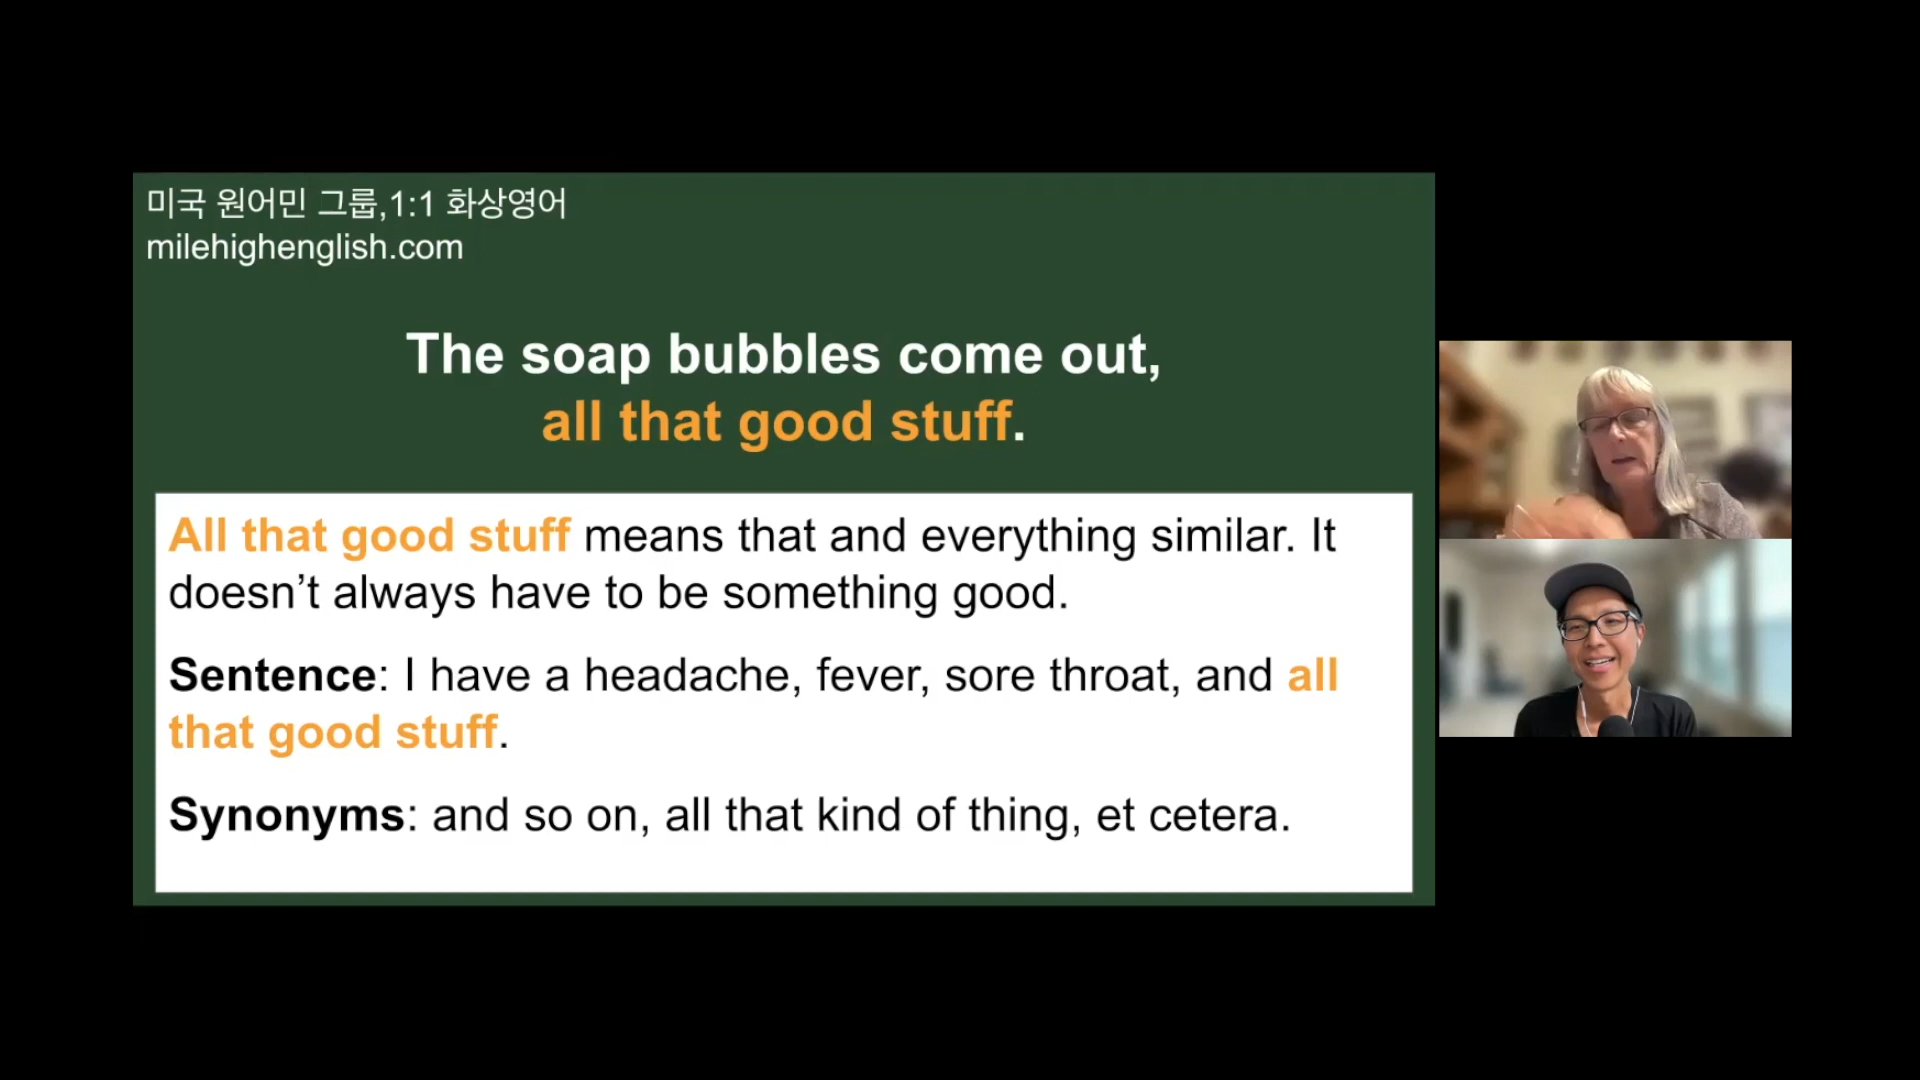 미국 원어민 그룹,1:1 화상영어
milehighenglish.com
The soap bubbles come out,
all that good stuff.
All that good stuff means that and everything similar. It
doesn’t always have to be something good.
Sentence: I have a headache, fever, sore throat, and all
that good stuff.
Synonyms: and so on, all that kind of thing, et cetera.